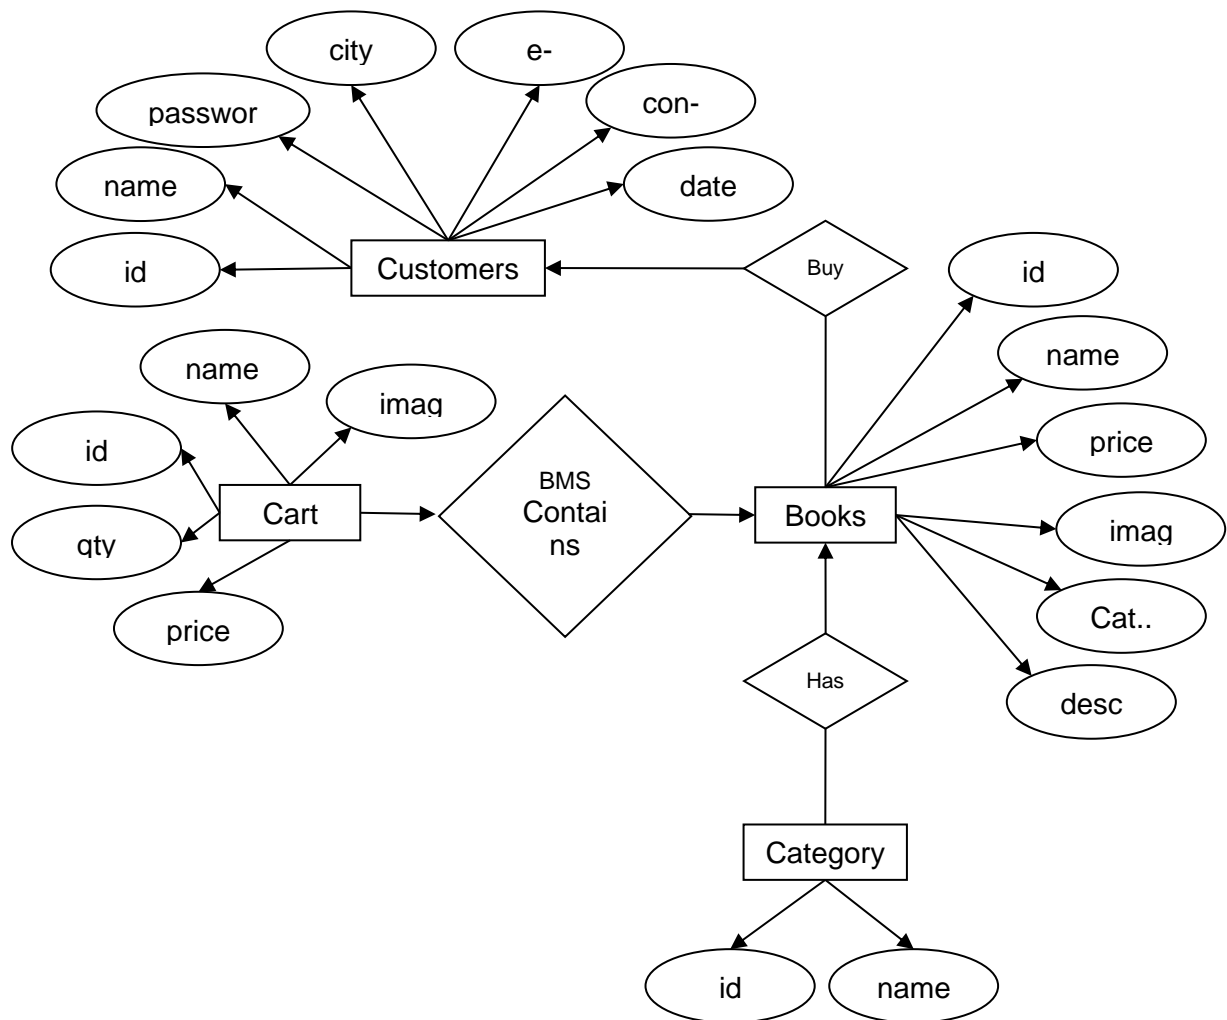 city
e-
passwor
con-
name
date
Customers
id
Buy
id
name
name
imag
price
id
BMS
Contai
ns
Cart
Books
qty
imag
price
Cat..
Has
desc
Category
id
name